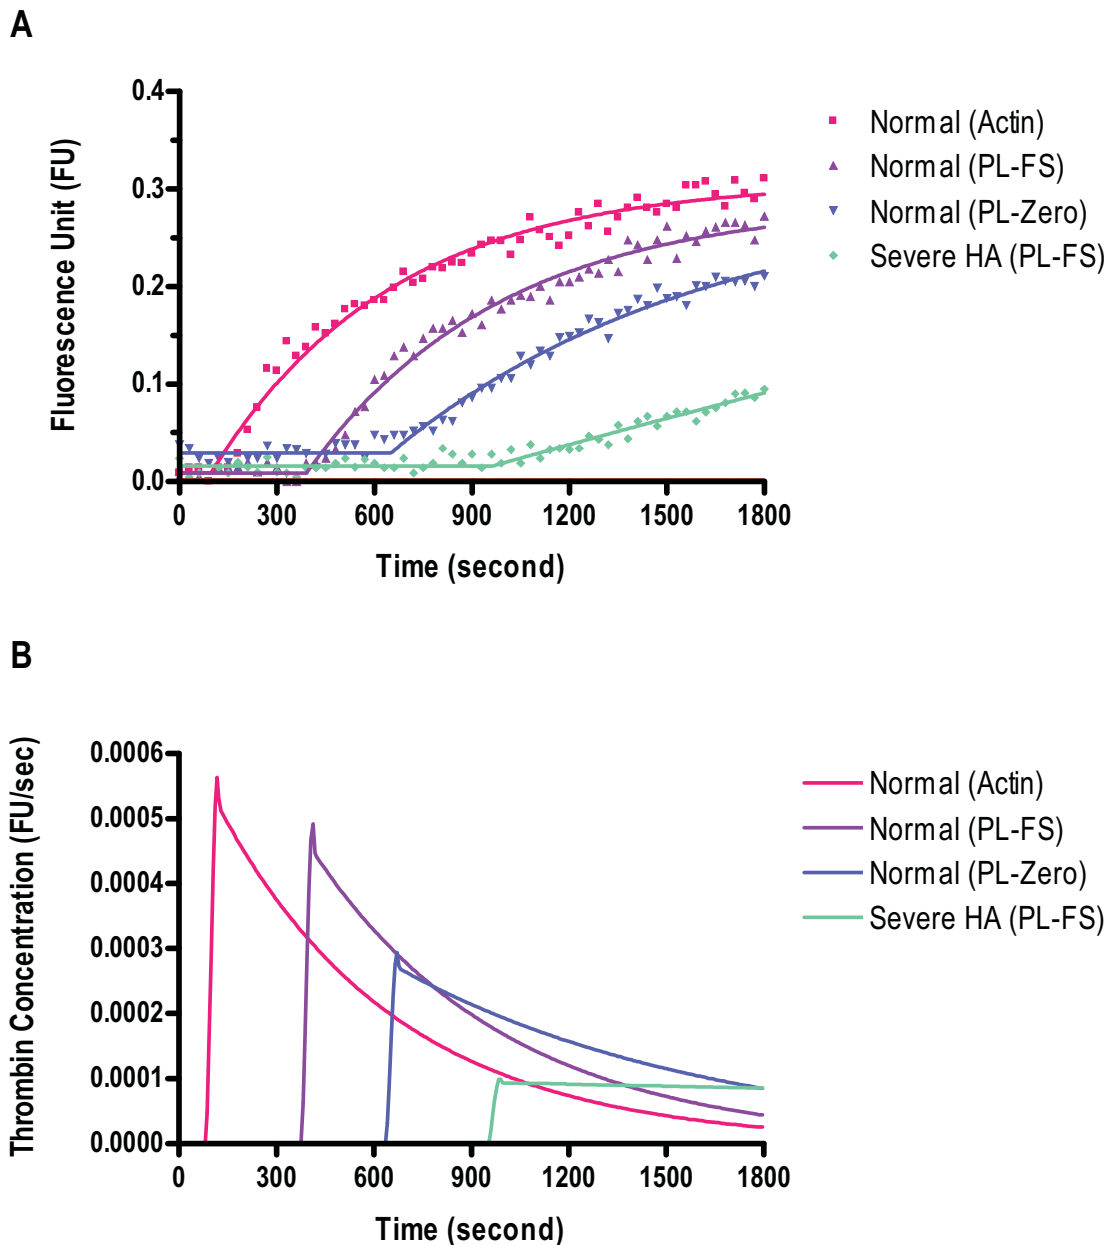 A
0.4
0.3
0.2
0.1
0.0
Fluorescence Unit (FU)
0 300 600 900 1200 1500 1800
Time (second)
Normal (Actin)
Normal (PL-FS)
Normal (PL-Zero)
Severe HA (PL-FS)
B
0.0006
0.0005
0.0004
0.0003
0.0002
0.0001
0.0000
Thrombin Concentration (FU/sec)
0 300 600 900 1200 1500 1800
Time (second)
Normal (Actin)
Normal (PL-FS)
Normal (PL-Zero)
Severe HA (PL-FS)